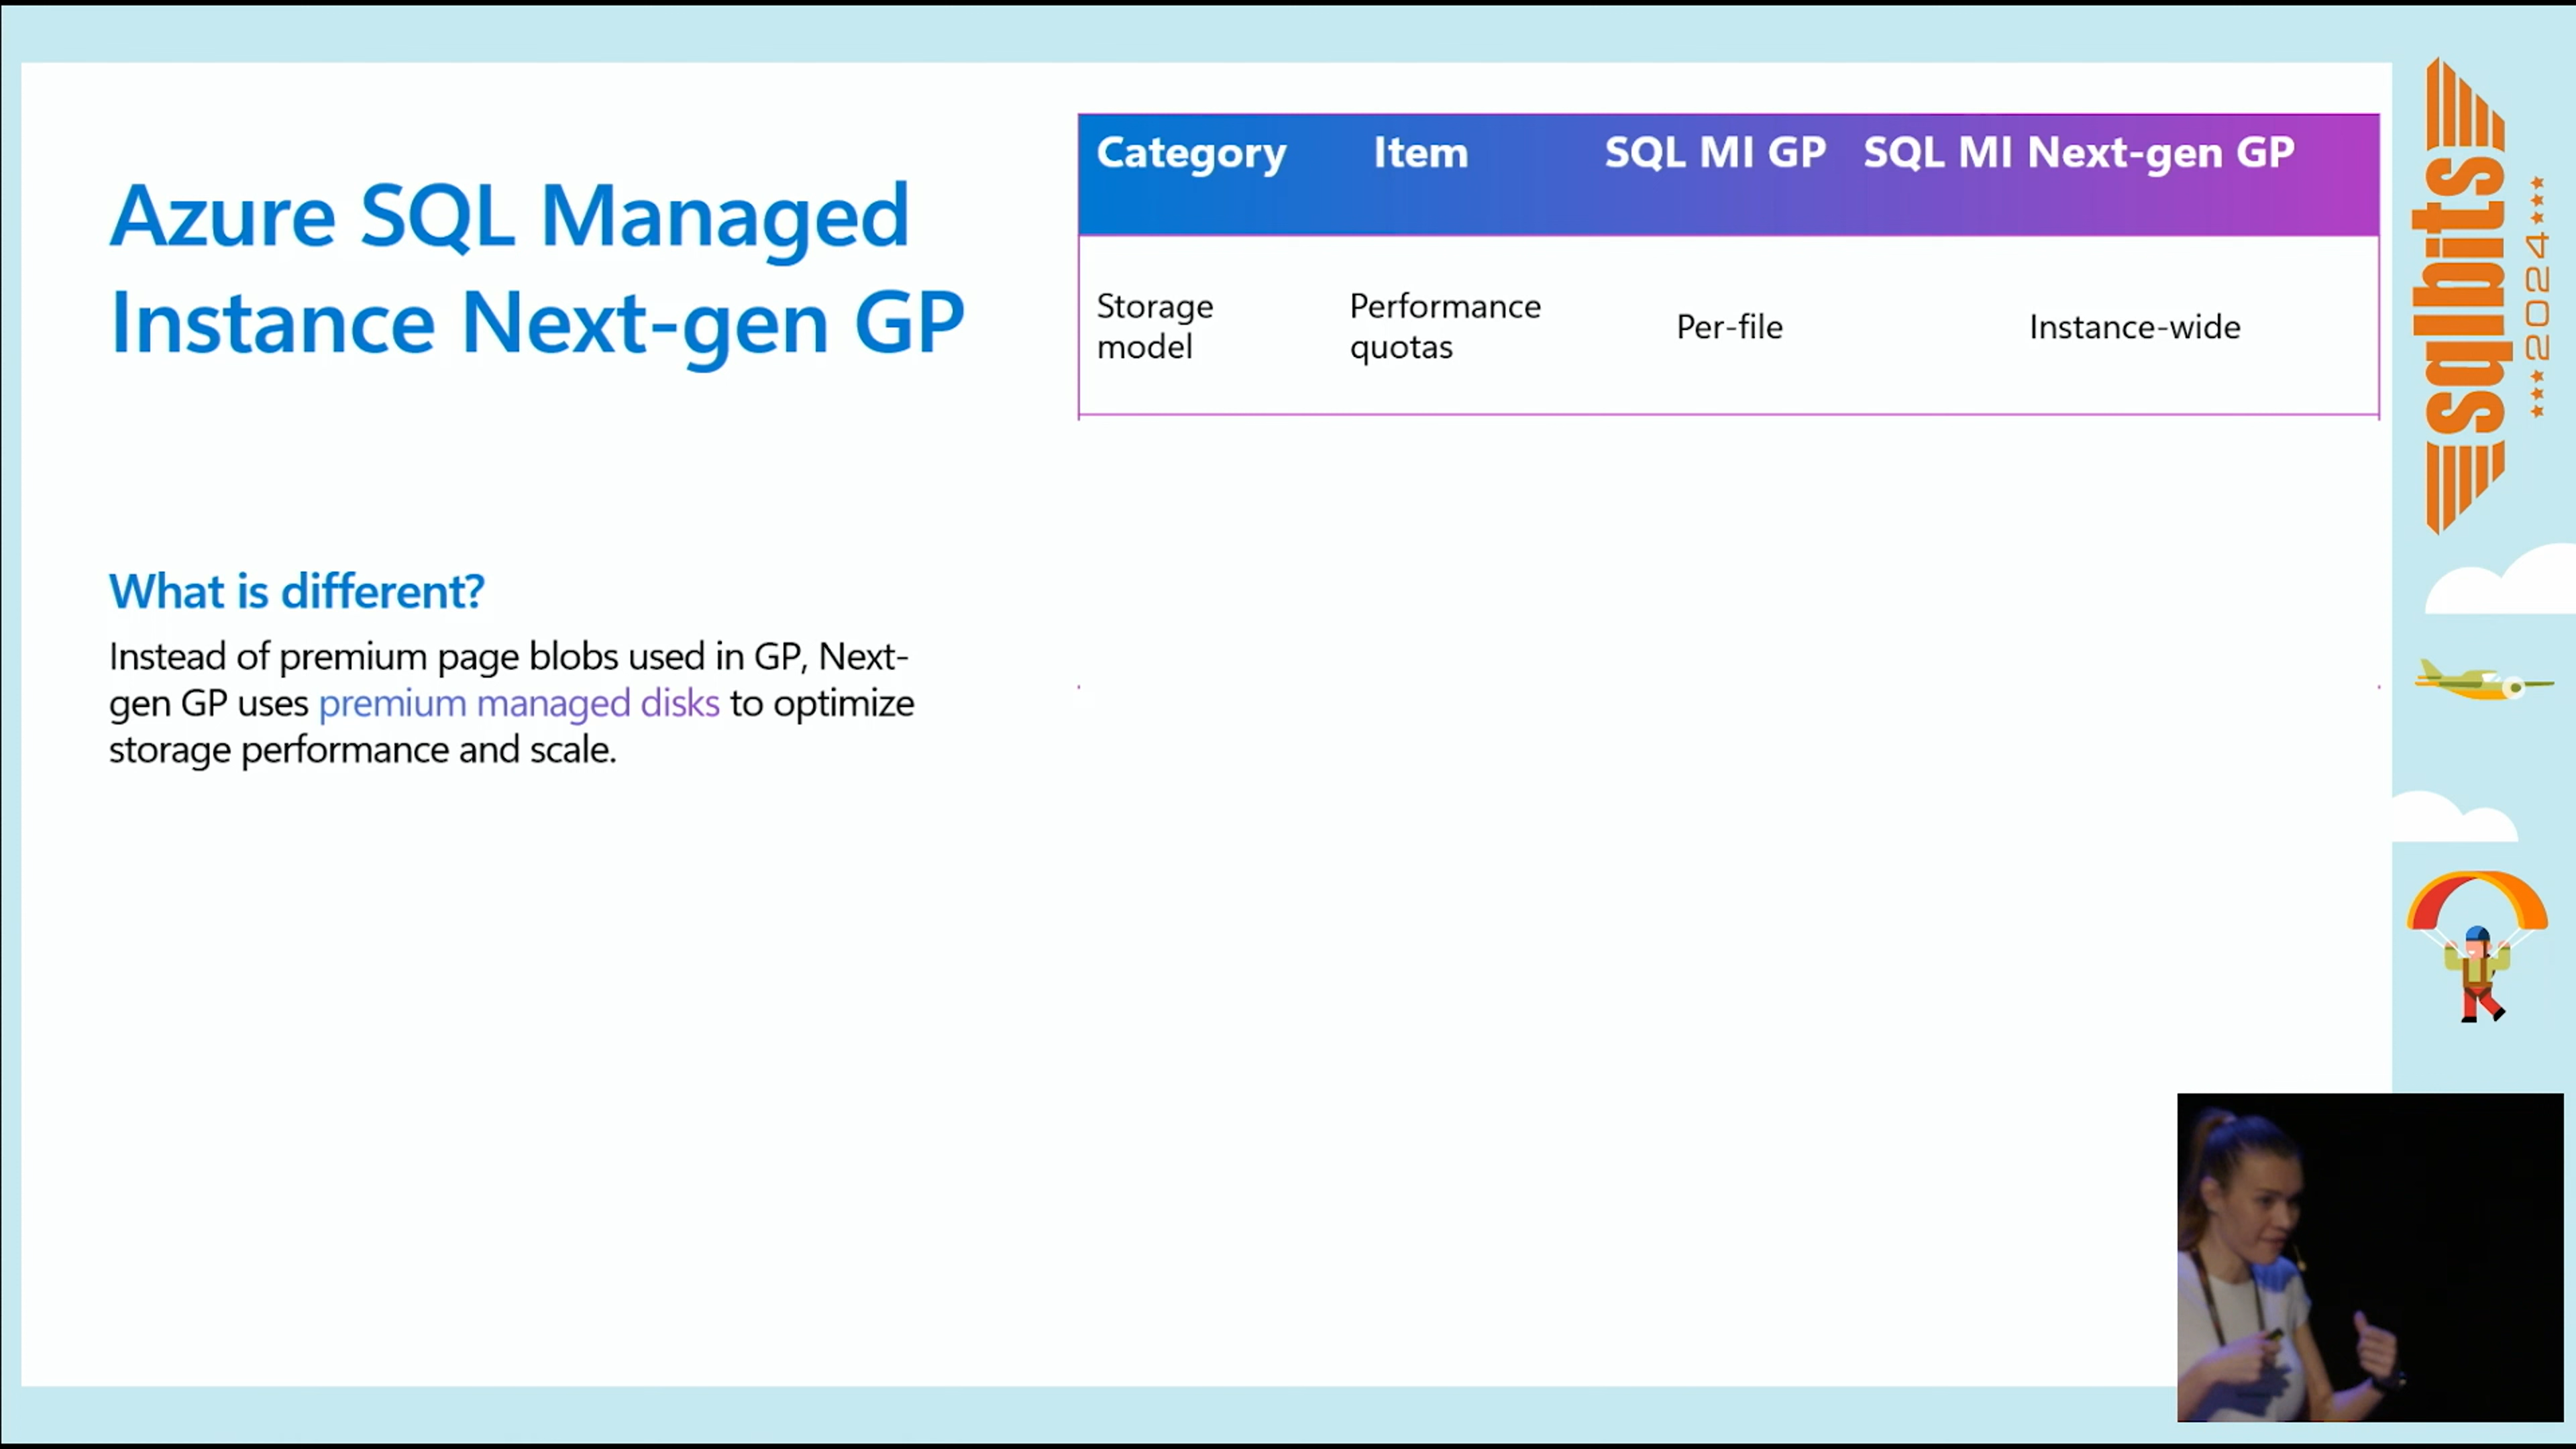 Azure SQL Managed
Instance Next-gen GP
What is different?
Instead of premium page blobs used in GP, Next-
gen GP uses premium managed disks to optimize
storage performance and scale.
Category Item SQL MI GP SQL MI Next-gen GP
Storage
model
Performance
quotas
Per-file
Instance-wide
sqlbits
2024